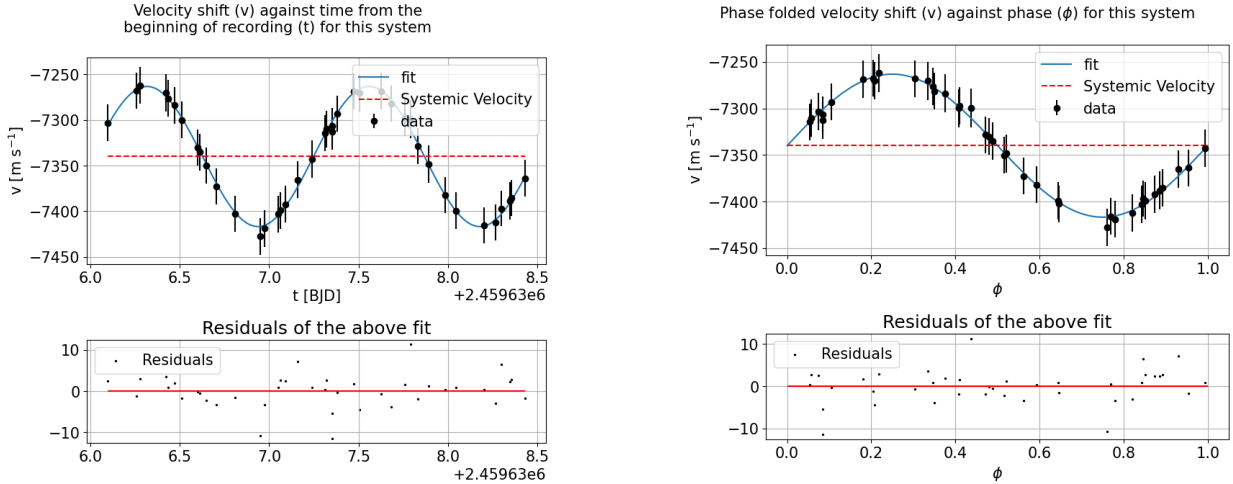 Velocity shift (v) against time from the
beginning of recording (t) for this system
−7250
−7300
−7350
−7400
−7450
v [m s⁻¹]
fit
Systemic Velocity
data
6.0 6.5 7.0 7.5 8.0 8.5
t [BJD]
+2.45963e6
Residuals of the above fit
10
0
−10
Residuals
6.0 6.5 7.0 7.5 8.0 8.5
+2.45963e6
Phase folded velocity shift (v) against phase (ϕ) for this system
−7250
−7300
−7350
−7400
−7450
v [m s⁻¹]
fit
Systemic Velocity
data
0.0 0.2 0.4 0.6 0.8 1.0
ϕ
Residuals of the above fit
10
0
−10
Residuals
0.0 0.2 0.4 0.6 0.8 1.0
ϕ